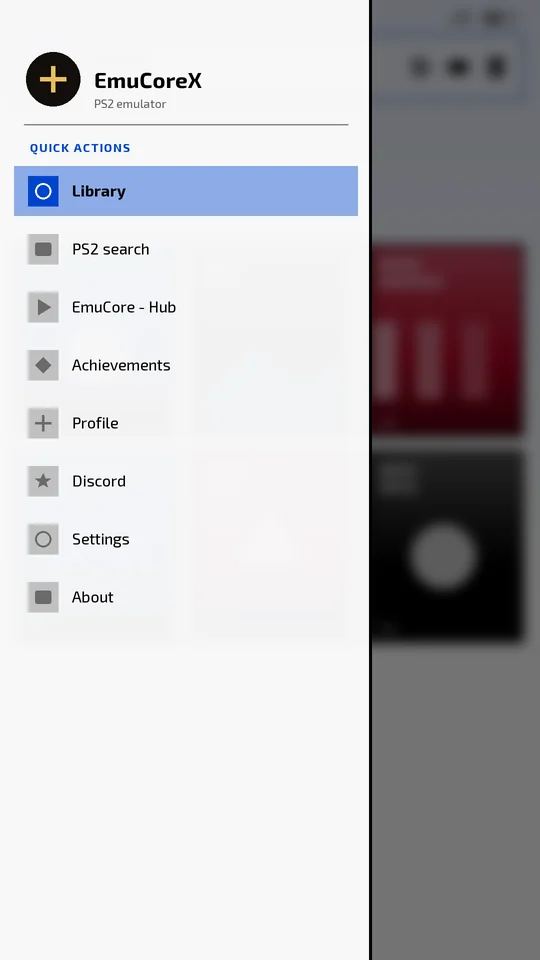 EmuCoreX
PS2 emulator
QUICK ACTIONS
Library
PS2 search
EmuCore - Hub
Achievements
Profile
Discord
Settings
About